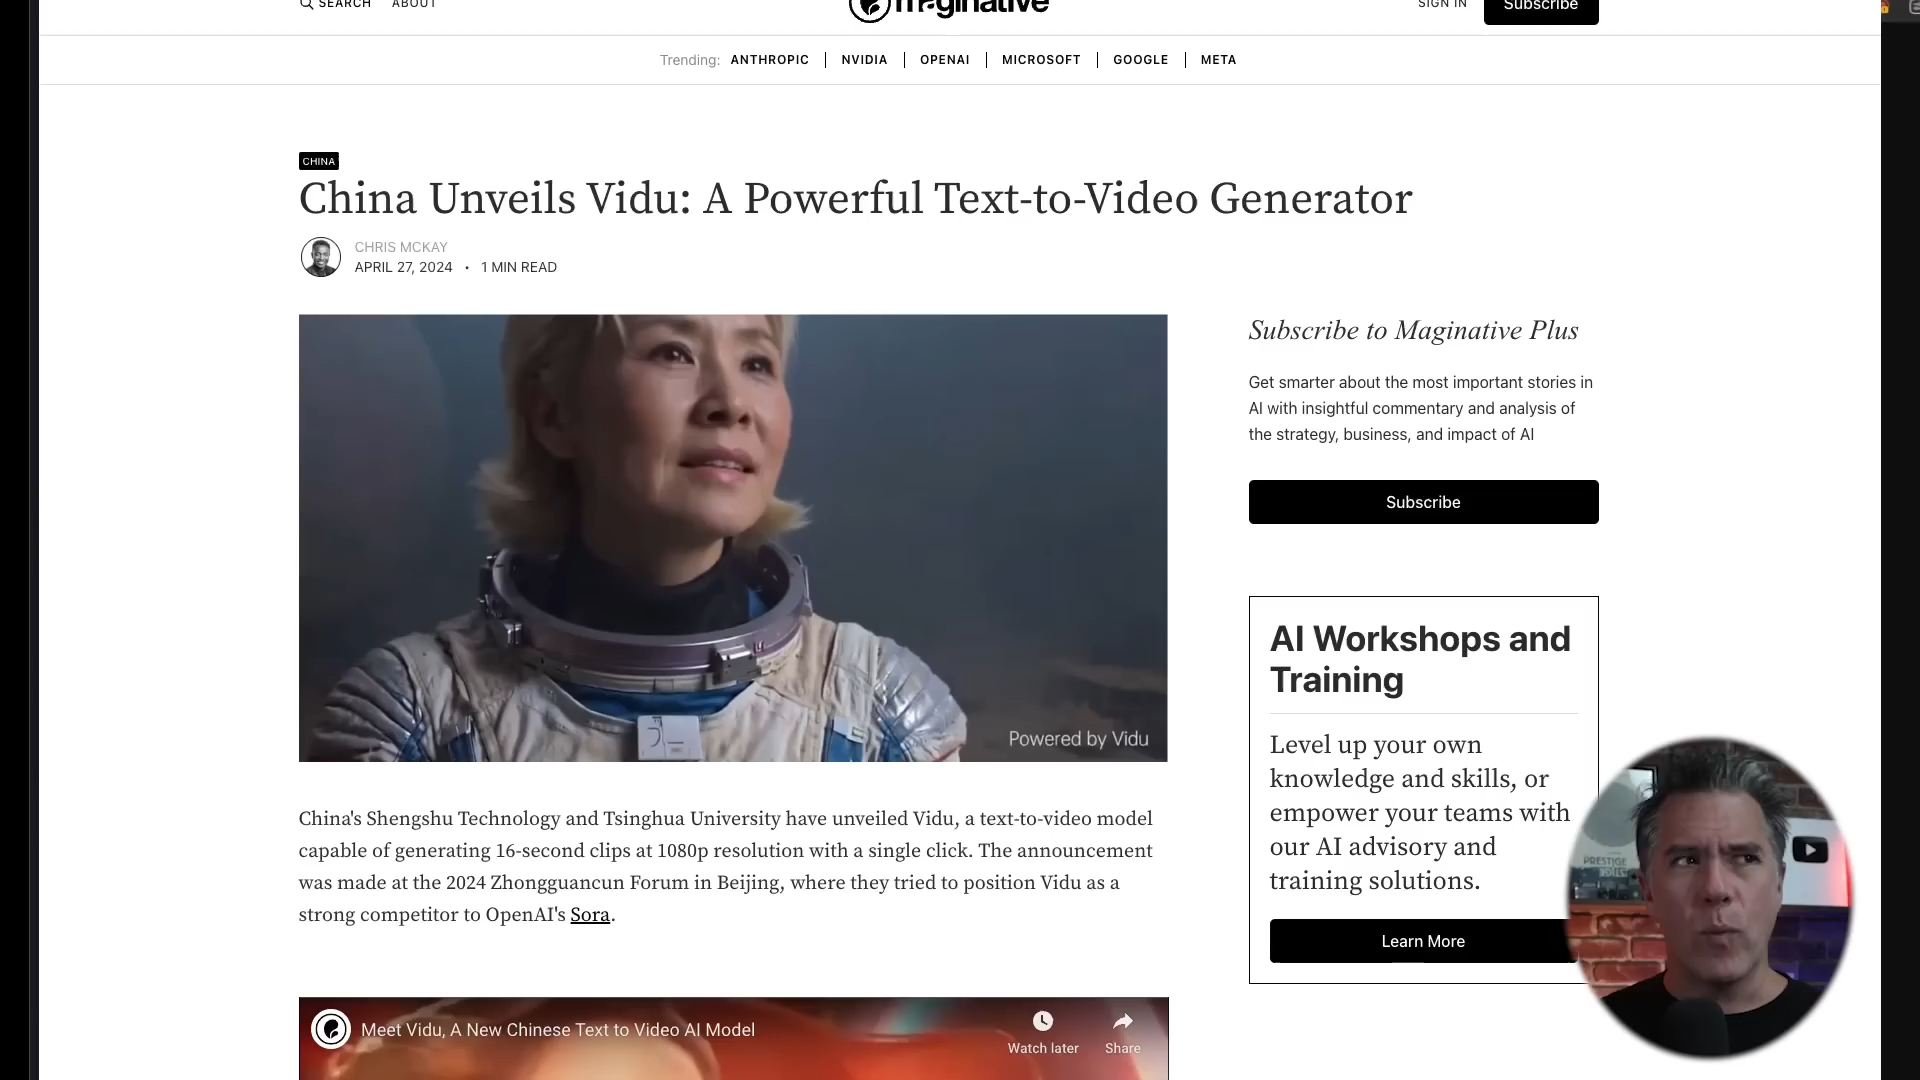 SEARCH ABOUT
maginative
SIGN IN
Subscribe
Trending: ANTHROPIC NVIDIA OPENAI MICROSOFT GOOGLE META
CHINA
China Unveils Vidu: A Powerful Text-to-Video Generator
CHRIS MCKAY
APRIL 27, 2024 • 1 MIN READ
Powered by Vidu
China's Shengshu Technology and Tsinghua University have unveiled Vidu, a text-to-video model
capable of generating 16-second clips at 1080p resolution with a single click. The announcement
was made at the 2024 Zhongguancun Forum in Beijing, where they tried to position Vidu as a
strong competitor to OpenAI's Sora.
Meet Vidu, A New Chinese Text to Video AI Model
Watch later
Share
Subscribe to Maginative Plus
Get smarter about the most important stories in
AI with insightful commentary and analysis of
the strategy, business, and impact of AI
Subscribe
AI Workshops and
Training
Level up your own
knowledge and skills, or
empower your teams with
our AI advisory and
training solutions.
Learn More
PRESTIGE